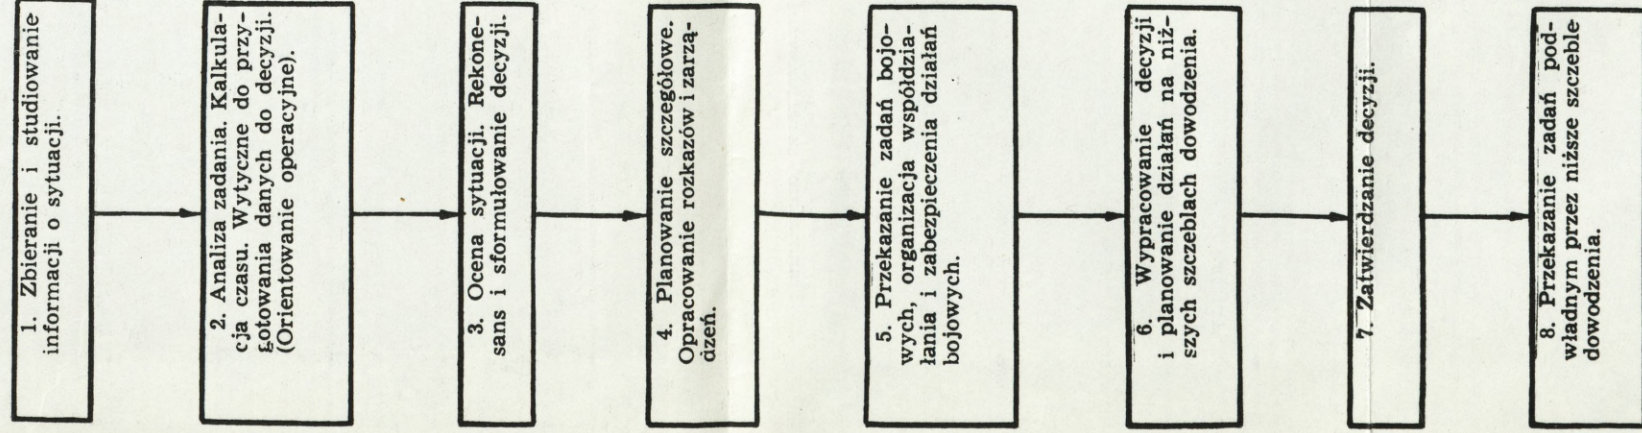 1. Zbieranie i studiowanie
informacji o sytuacji.
2. Analiza zadania. Kalkula-
cja czasu. Wytyczne do przy-
gotowania danych do decyzji.
(Orientowanie operacyjne).
3. Ocena sytuacji. Rekone-
sans i sformułowanie decyzji.
4. Planowanie szczegółowe.
Opracowanie rozkazów i zarzą-
dzeń.
5. Przekazanie zadań bojo-
wych, organizacja współdzia-
łania i zabezpieczenia działań
bojowych.
6. Wypracowanie decyzji
i planowanie działań na niż-
szych szczeblach dowodzenia.
7. Zatwierdzanie decyzji.
8. Przekazanie zadań pod-
władnym przez niższe szczeble
dowodzenia.